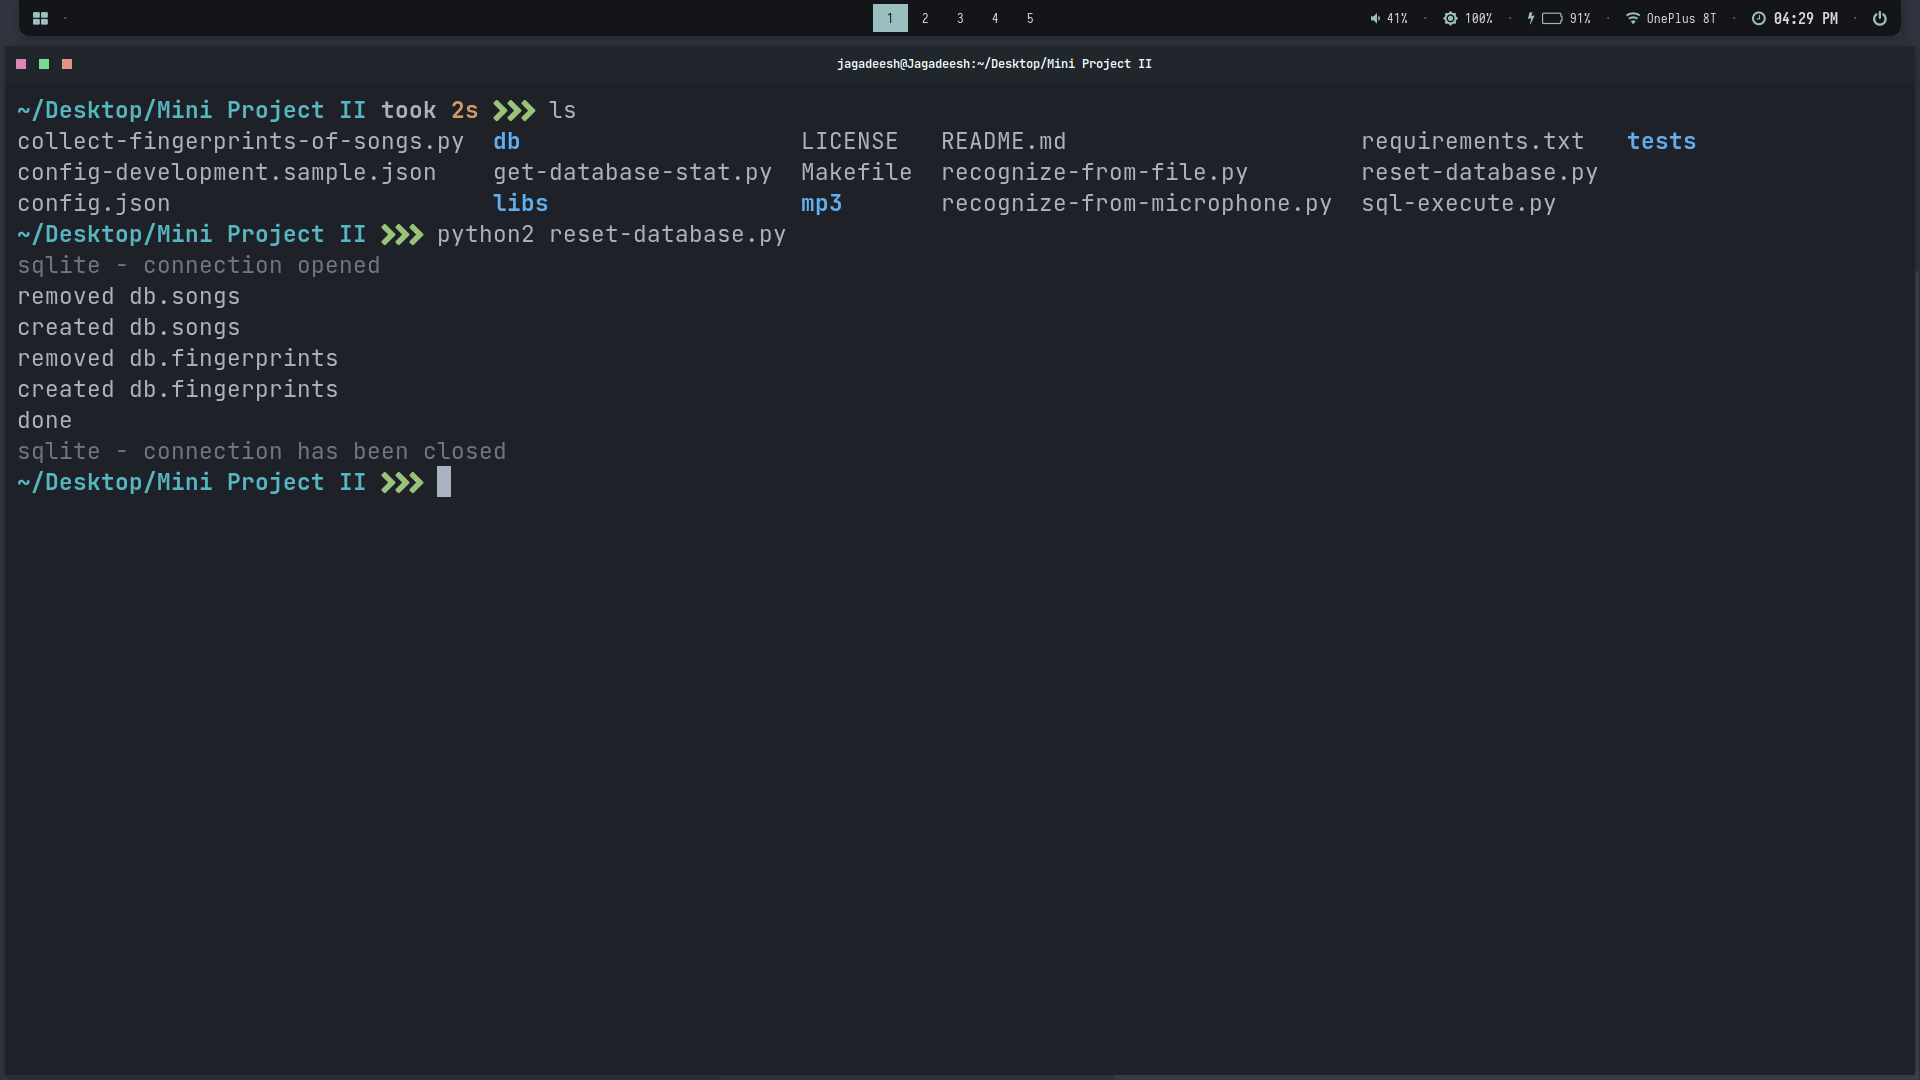 1 2 3 4 5 41% 100% 91% OnePlus 8T 04:29 PM
jagadeesh@Jagadeesh:~/Desktop/Mini Project II
~/Desktop/Mini Project II took 2s ❯❯❯ ls
collect-fingerprints-of-songs.py db LICENSE README.md requirements.txt tests
config-development.sample.json get-database-stat.py Makefile recognize-from-file.py reset-database.py
config.json libs mp3 recognize-from-microphone.py sql-execute.py
~/Desktop/Mini Project II ❯❯❯ python2 reset-database.py
sqlite - connection opened
removed db.songs
created db.songs
removed db.fingerprints
created db.fingerprints
done
sqlite - connection has been closed
~/Desktop/Mini Project II ❯❯❯